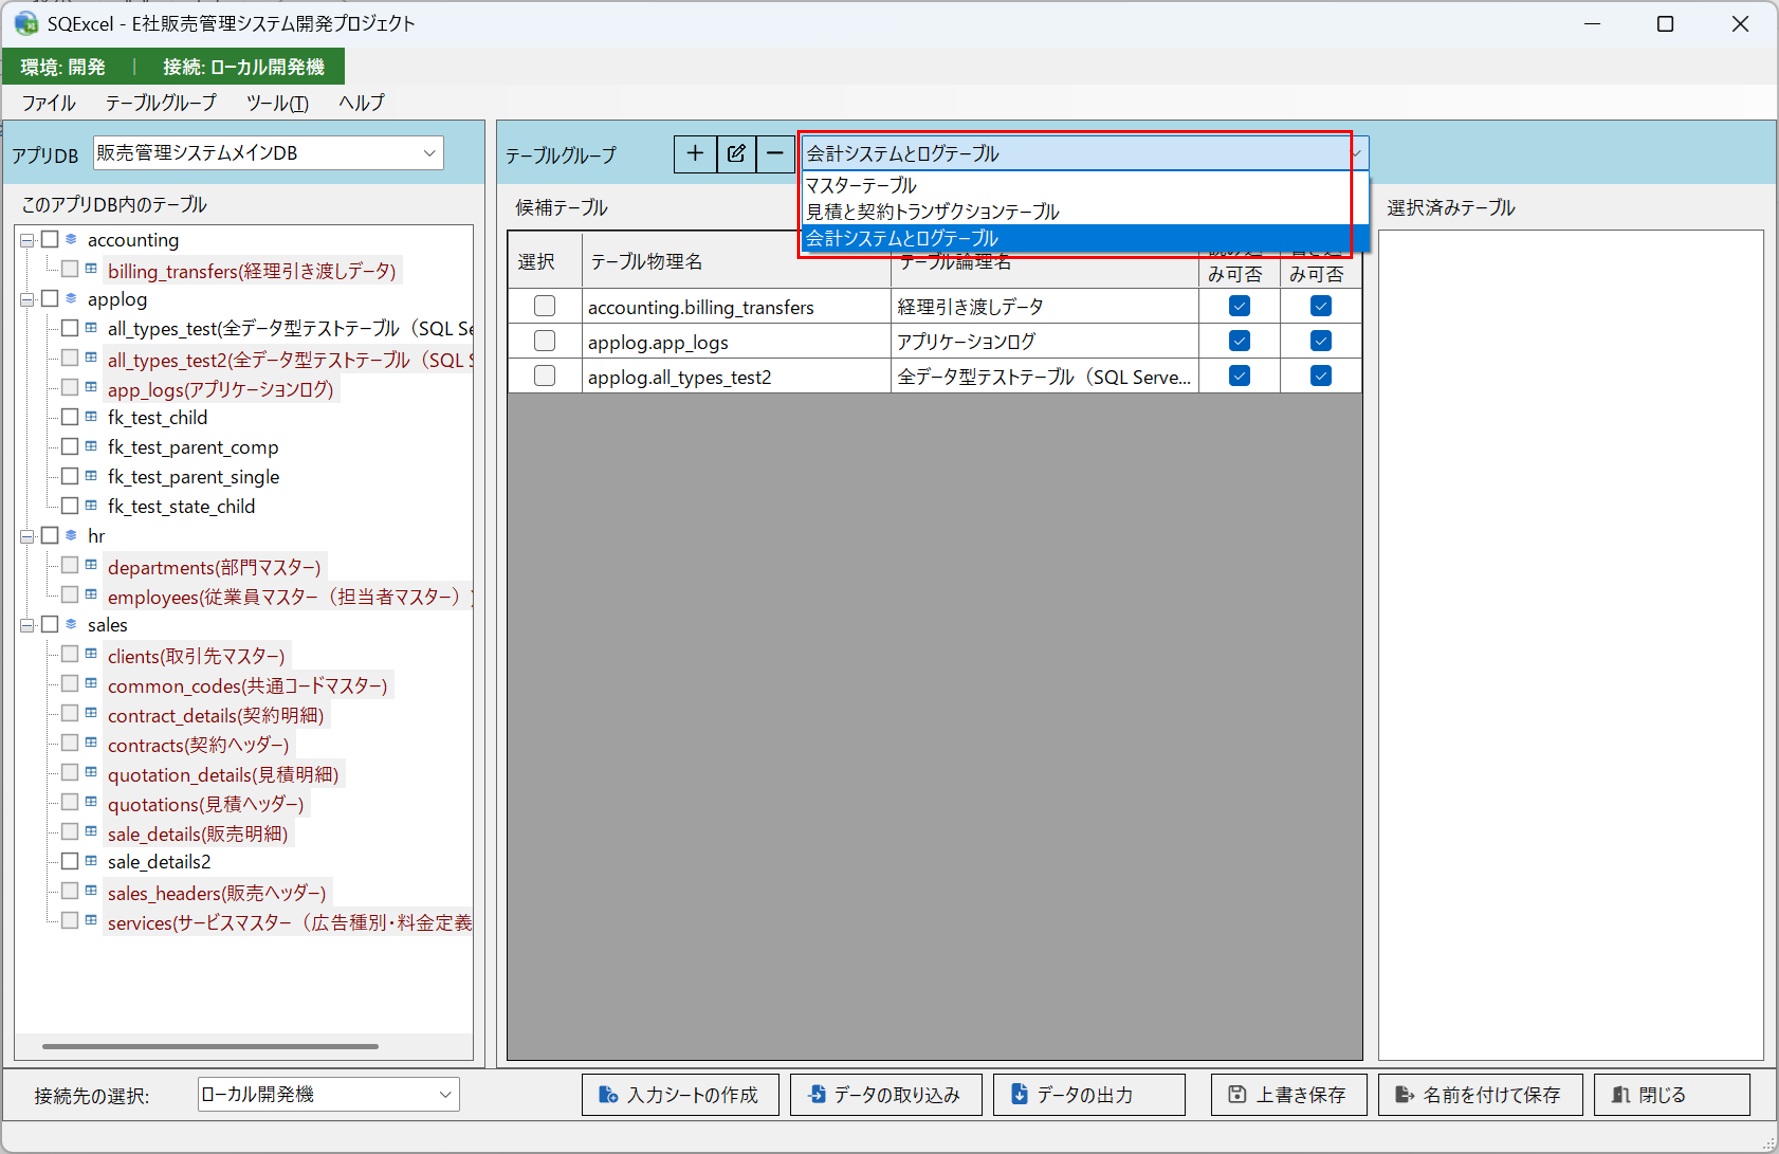 SQExcel - E社販売管理システム開発プロジェクト
環境: 開発 | 接続: ローカル開発機
ファイル テーブルグループ ツール(T) ヘルプ
アプリDB 販売管理システムメインDB
このアプリDB内のテーブル
accounting
billing_transfers(経理引き渡しデータ)
applog
all_types_test(全データ型テストテーブル（SQL Se
all_types_test2(全データ型テストテーブル（SQL S
app_logs(アプリケーションログ)
fk_test_child
fk_test_parent_comp
fk_test_parent_single
fk_test_state_child
hr
departments(部門マスター)
employees(従業員マスター（担当者マスター）)
sales
clients(取引先マスター)
common_codes(共通コードマスター)
contract_details(契約明細)
contracts(契約ヘッダー)
quotation_details(見積明細)
quotations(見積ヘッダー)
sale_details(販売明細)
sale_details2
sales_headers(販売ヘッダー)
services(サービスマスター（広告種別・料金定義
テーブルグループ 会計システムとログテーブル
マスターテーブル
見積と契約トランザクションテーブル
会計システムとログテーブル
候補テーブル
選択 テーブル物理名 テーブル論理名 み可否 み可否
accounting.billing_transfers 経理引き渡しデータ
applog.app_logs アプリケーションログ
applog.all_types_test2 全データ型テストテーブル（SQL Serve...
選択済みテーブル
接続先の選択: ローカル開発機
入力シートの作成 データの取り込み データの出力 上書き保存 名前を付けて保存 閉じる